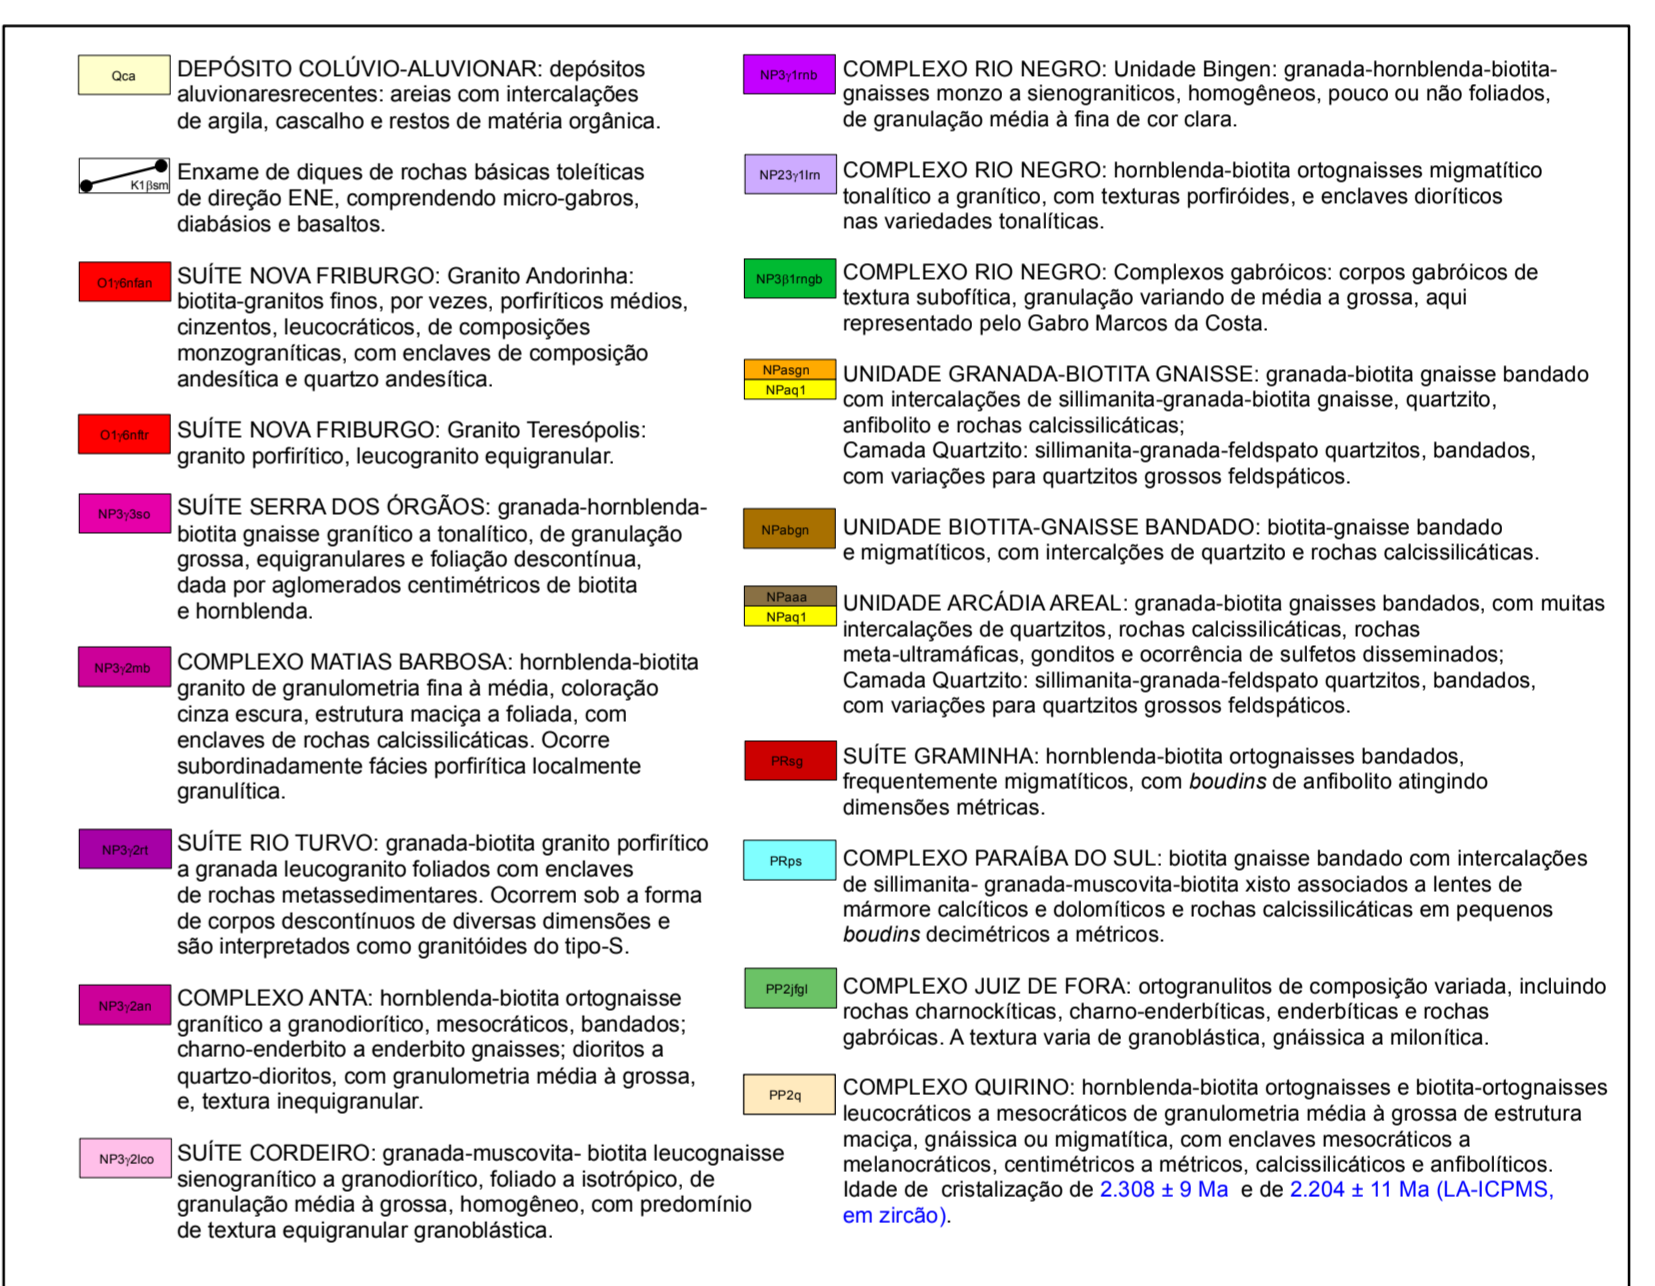 Qca
DEPÓSITO COLÚVIO-ALUVIONAR: depósitos
aluvionaresrecentes: areias com intercalações
de argila, cascalho e restos de matéria orgânica.
K1βsm
Enxame de diques de rochas básicas toleíticas
de direção ENE, comprendendo micro-gabros,
diabásios e basaltos.
O1γ6nfan
SUÍTE NOVA FRIBURGO: Granito Andorinha:
biotita-granitos finos, por vezes, porfiríticos médios,
cinzentos, leucocráticos, de composições
monzograníticas, com enclaves de composição
andesítica e quartzo andesítica.
O1γ6nftr
SUÍTE NOVA FRIBURGO: Granito Teresópolis:
granito porfirítico, leucogranito equigranular.
NP3γ3so
SUÍTE SERRA DOS ÓRGÃOS: granada-hornblenda-
biotita gnaisse granítico a tonalítico, de granulação
grossa, equigranulares e foliação descontínua,
dada por aglomerados centimétricos de biotita
e hornblenda.
NP3γ2mb
COMPLEXO MATIAS BARBOSA: hornblenda-biotita
granito de granulometria fina à média, coloração
cinza escura, estrutura maciça a foliada, com
enclaves de rochas calcissilicáticas. Ocorre
subordinadamente fácies porfirítica localmente
granulítica.
NP3γ2rt
SUÍTE RIO TURVO: granada-biotita granito porfirítico
a granada leucogranito foliados com enclaves
de rochas metassedimentares. Ocorrem sob a forma
de corpos descontínuos de diversas dimensões e
são interpretados como granitóides do tipo-S.
NP3γ2an
COMPLEXO ANTA: hornblenda-biotita ortognaisse
granítico a granodiorítico, mesocráticos, bandados;
charno-enderbito a enderbito gnaisses; dioritos a
quartzo-dioritos, com granulometria média à grossa,
e, textura inequigranular.
NP3γ2lco
SUÍTE CORDEIRO: granada-muscovita- biotita leucognaisse
sienogranítico a granodiorítico, foliado a isotrópico, de
granulação média à grossa, homogêneo, com predomínio
de textura equigranular granoblástica.
NP3γ1rnb
COMPLEXO RIO NEGRO: Unidade Bingen: granada-hornblenda-biotita-
gnaisses monzo a sienograniticos, homogêneos, pouco ou não foliados,
de granulação média à fina de cor clara.
NP23γ1lrn
COMPLEXO RIO NEGRO: hornblenda-biotita ortognaisses migmatítico
tonalítico a granítico, com texturas porfiróides, e enclaves dioríticos
nas variedades tonalíticas.
NP3β1rngb
COMPLEXO RIO NEGRO: Complexos gabróicos: corpos gabróicos de
textura subofítica, granulação variando de média a grossa, aqui
representado pelo Gabro Marcos da Costa.
NPasgn
NPaq1
UNIDADE GRANADA-BIOTITA GNAISSE: granada-biotita gnaisse bandado
com intercalações de sillimanita-granada-biotita gnaisse, quartzito,
anfibolito e rochas calcissilicáticas;
Camada Quartzito: sillimanita-granada-feldspato quartzitos, bandados,
com variações para quartzitos grossos feldspáticos.
NPabgn
UNIDADE BIOTITA-GNAISSE BANDADO: biotita-gnaisse bandado
e migmatíticos, com intercalções de quartzito e rochas calcissilicáticas.
NPaaa
NPaq1
UNIDADE ARCÁDIA AREAL: granada-biotita gnaisses bandados, com muitas
intercalações de quartzitos, rochas calcissilicáticas, rochas
meta-ultramáficas, gonditos e ocorrência de sulfetos disseminados;
Camada Quartzito: sillimanita-granada-feldspato quartzitos, bandados,
com variações para quartzitos grossos feldspáticos.
PRsg
SUÍTE GRAMINHA: hornblenda-biotita ortognaisses bandados,
frequentemente migmatíticos, com boudins de anfibolito atingindo
dimensões métricas.
PRps
COMPLEXO PARAÍBA DO SUL: biotita gnaisse bandado com intercalações
de sillimanita- granada-muscovita-biotita xisto associados a lentes de
mármore calcíticos e dolomíticos e rochas calcissilicáticas em pequenos
boudins decimétricos a métricos.
PP2jfgl
COMPLEXO JUIZ DE FORA: ortogranulitos de composição variada, incluindo
rochas charnockíticas, charno-enderbíticas, enderbíticas e rochas
gabróicas. A textura varia de granoblástica, gnáissica a milonítica.
PP2q
COMPLEXO QUIRINO: hornblenda-biotita ortognaisses e biotita-ortognaisses
leucocráticos a mesocráticos de granulometria média à grossa de estrutura
maciça, gnáissica ou migmatítica, com enclaves mesocráticos a
melanocráticos, centimétricos a métricos, calcissilicáticos e anfibolíticos.
Idade de cristalização de 2.308 ± 9 Ma e de 2.204 ± 11 Ma (LA-ICPMS,
em zircão).